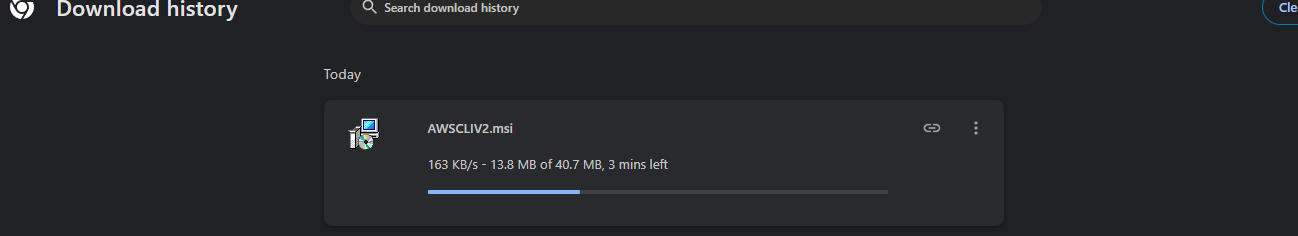 Download history
Search download history
Today
AWSCLIV2.msi
163 KB/s - 13.8 MB of 40.7 MB, 3 mins left